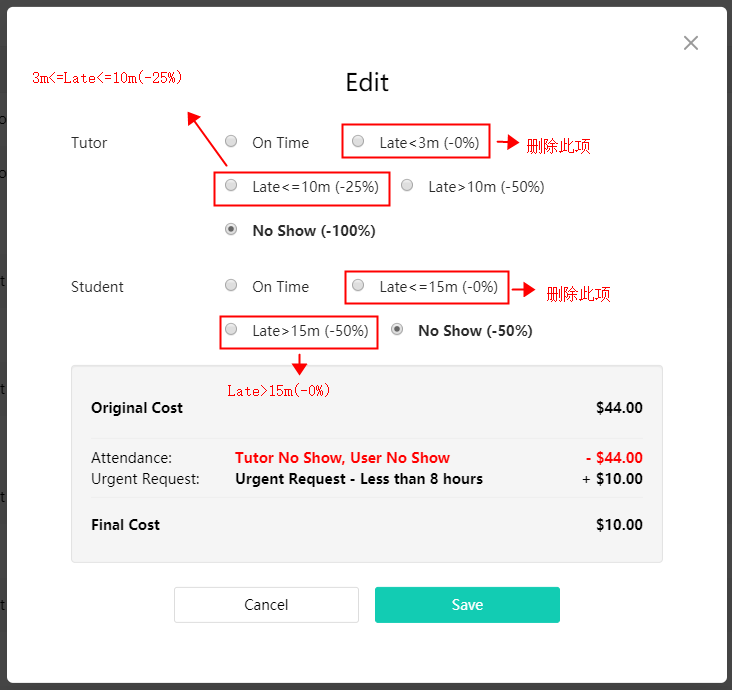 3m<=Late<=10m(-25%)
Edit
Tutor On Time Late<3m (-0%) 删除此项
Late<=10m (-25%) Late>10m (-50%)
No Show (-100%)
Student On Time Late<=15m (-0%) 删除此项
Late>15m (-50%) No Show (-50%)
Late>15m(-0%)
Original Cost $44.00
Attendance: Tutor No Show, User No Show - $44.00
Urgent Request: Urgent Request - Less than 8 hours + $10.00
Final Cost $10.00
Cancel Save